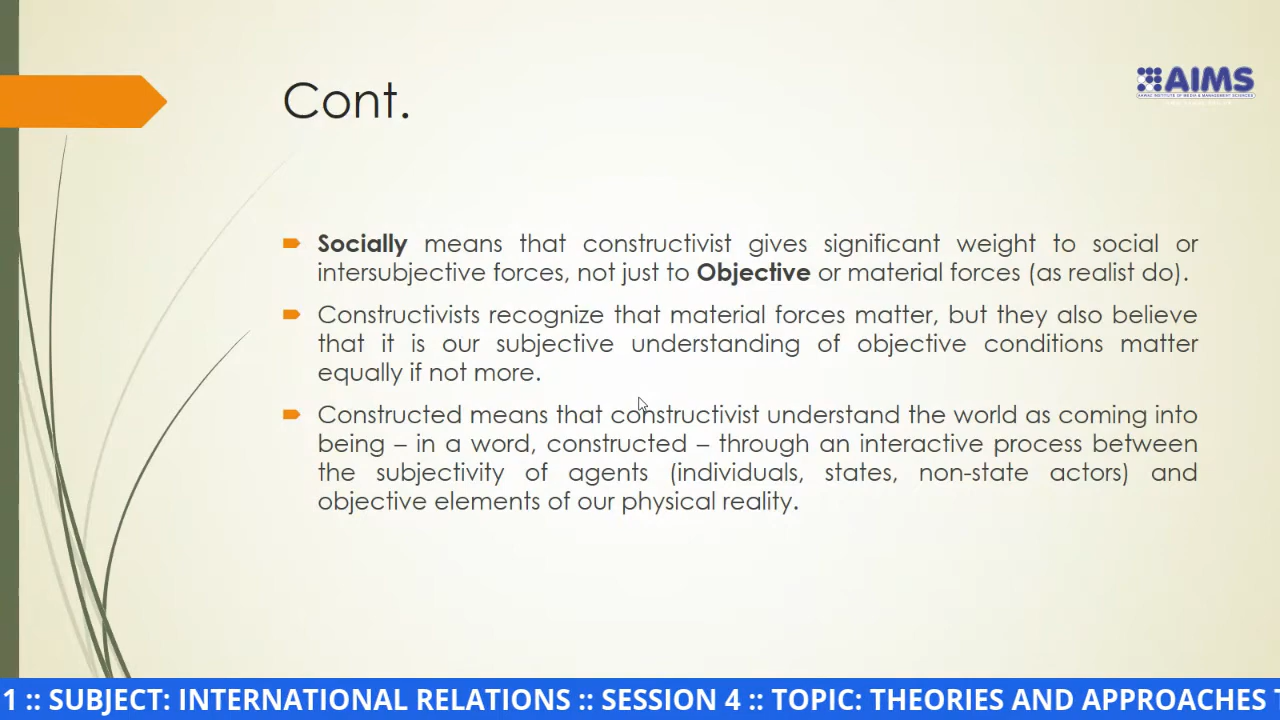 Cont.
AIMS
Socially means that constructivist gives significant weight to social or
intersubjective forces, not just to Objective or material forces (as realist do).
Constructivists recognize that material forces matter, but they also believe
that it is our subjective understanding of objective conditions matter
equally if not more.
Constructed means that constructivist understand the world as coming into
being – in a word, constructed – through an interactive process between
the subjectivity of agents (individuals, states, non-state actors) and
objective elements of our physical reality.
1 :: SUBJECT: INTERNATIONAL RELATIONS :: SESSION 4 :: TOPIC: THEORIES AND APPROACHES